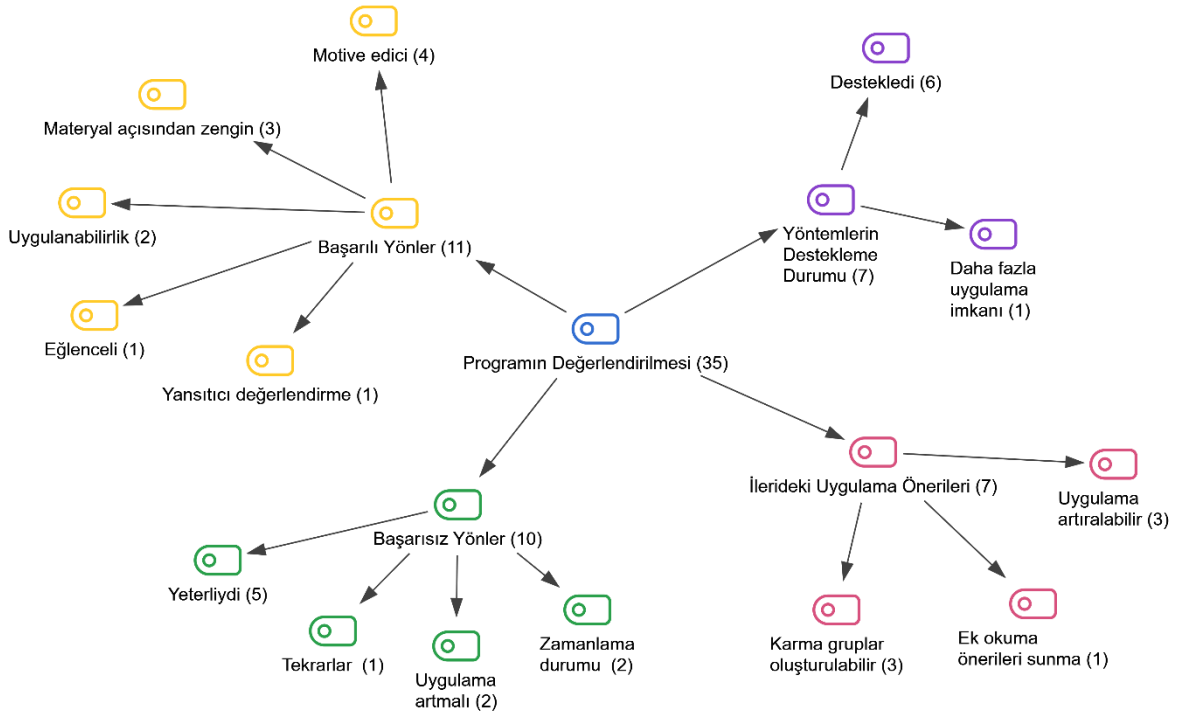 Motive edici (4)
Destekledi (6)
Materyal açısından zengin (3)
Uygulanabilirlik (2)
Başarılı Yönler (11)
Yöntemlerin
Destekleme
Durumu (7)
Daha fazla
uygulama
imkanı (1)
Eğlenceli (1)
Yansıtıcı değerlendirme (1)
Programın Değerlendirilmesi (35)
İlerideki Uygulama Önerileri (7)
Uygulama
artıralabilir (3)
Başarısız Yönler (10)
Yeterliydi (5)
Tekrarlar (1)
Uygulama
artmalı (2)
Zamanlama
durumu (2)
Karma gruplar
oluşturulabilir (3)
Ek okuma
önerileri sunma (1)